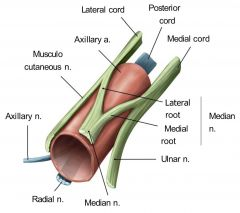 Lateral cord
Posterior
cord
Axillary a.
Medial cord
Musculo
cutaneous n.
Lateral
root
Median
n.
Medial
root
Axillary n.
Ulnar n.
Radial n.
Median n.